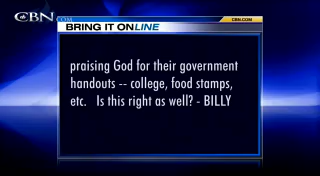 CBN .COM
CBN.COM
BRING IT ONLINE
praising God for their government
handouts -- college, food stamps,
etc. Is this right as well? - BILLY